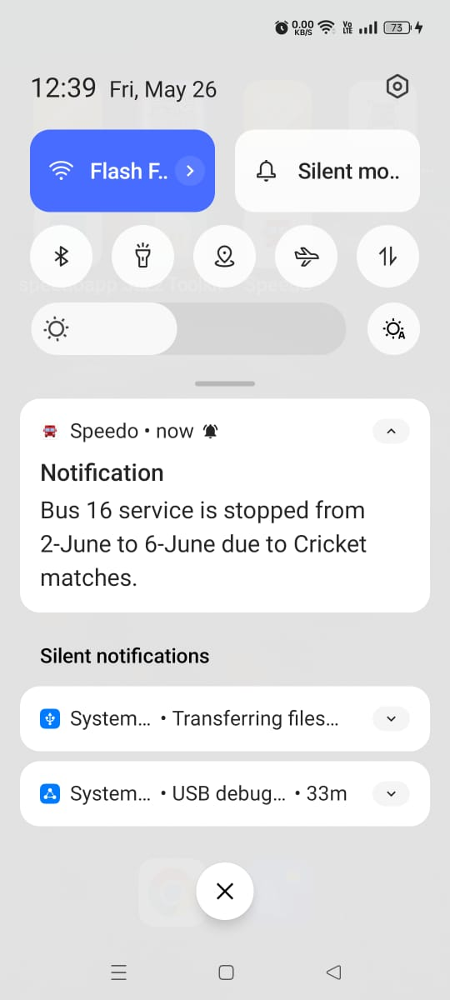 0.00
KB/S
Vo
LTE
73
12:39 Fri, May 26
Flash F..
Silent mo..
A
Speedo • now
Notification
Bus 16 service is stopped from
2-June to 6-June due to Cricket
matches.
Silent notifications
System... • Transferring files...
System... • USB debug... • 33m